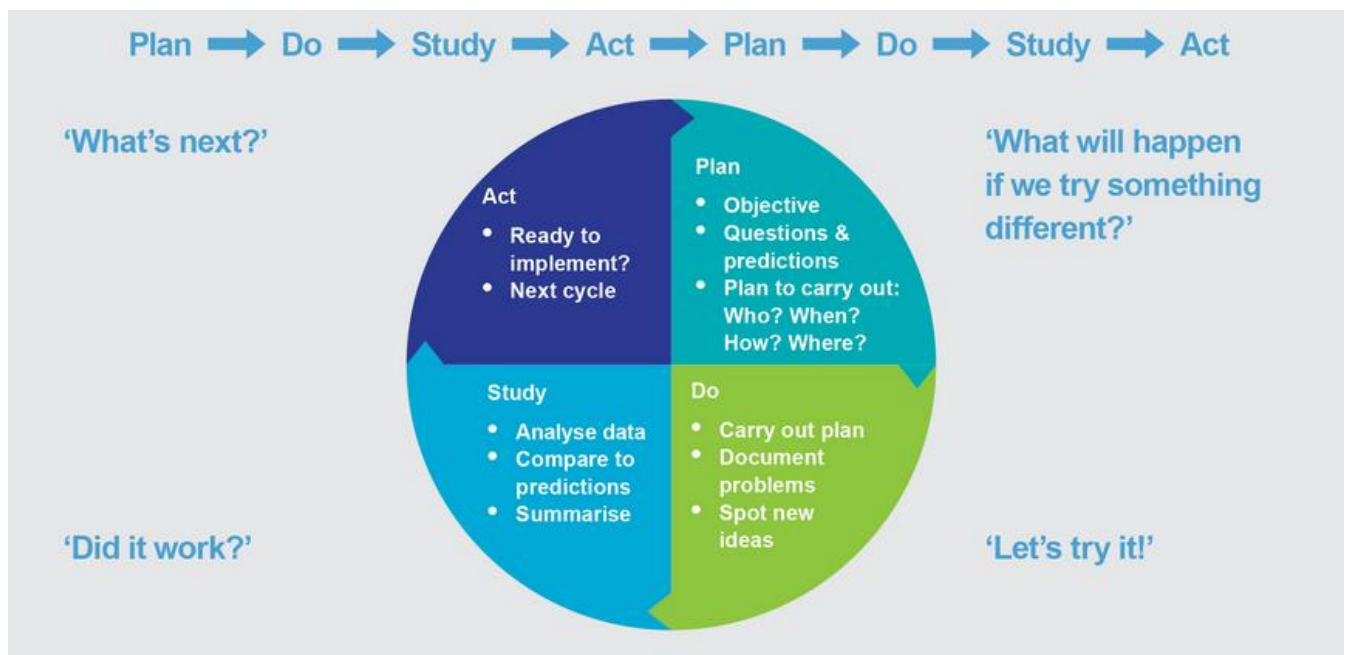 Plan Do Study Act Plan Do Study Act
‘What’s next?’
‘What will happen
if we try something
different?’
Act
• Ready to
implement?
• Next cycle
Plan
• Objective
• Questions &
predictions
• Plan to carry out:
Who? When?
How? Where?
Study
• Analyse data
• Compare to
predictions
• Summarise
Do
• Carry out plan
• Document
problems
• Spot new
ideas
‘Did it work?’
‘Let’s try it!’